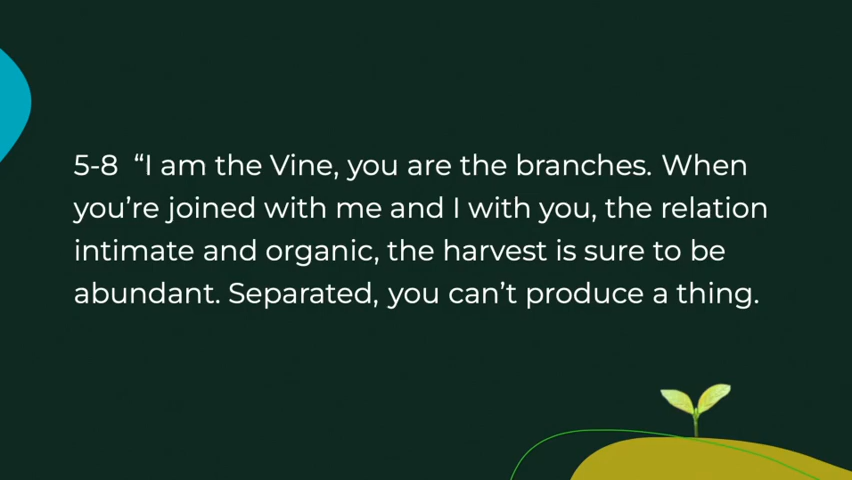 5-8  “I am the Vine, you are the branches. When
you’re joined with me and I with you, the relation
intimate and organic, the harvest is sure to be
abundant. Separated, you can’t produce a thing.